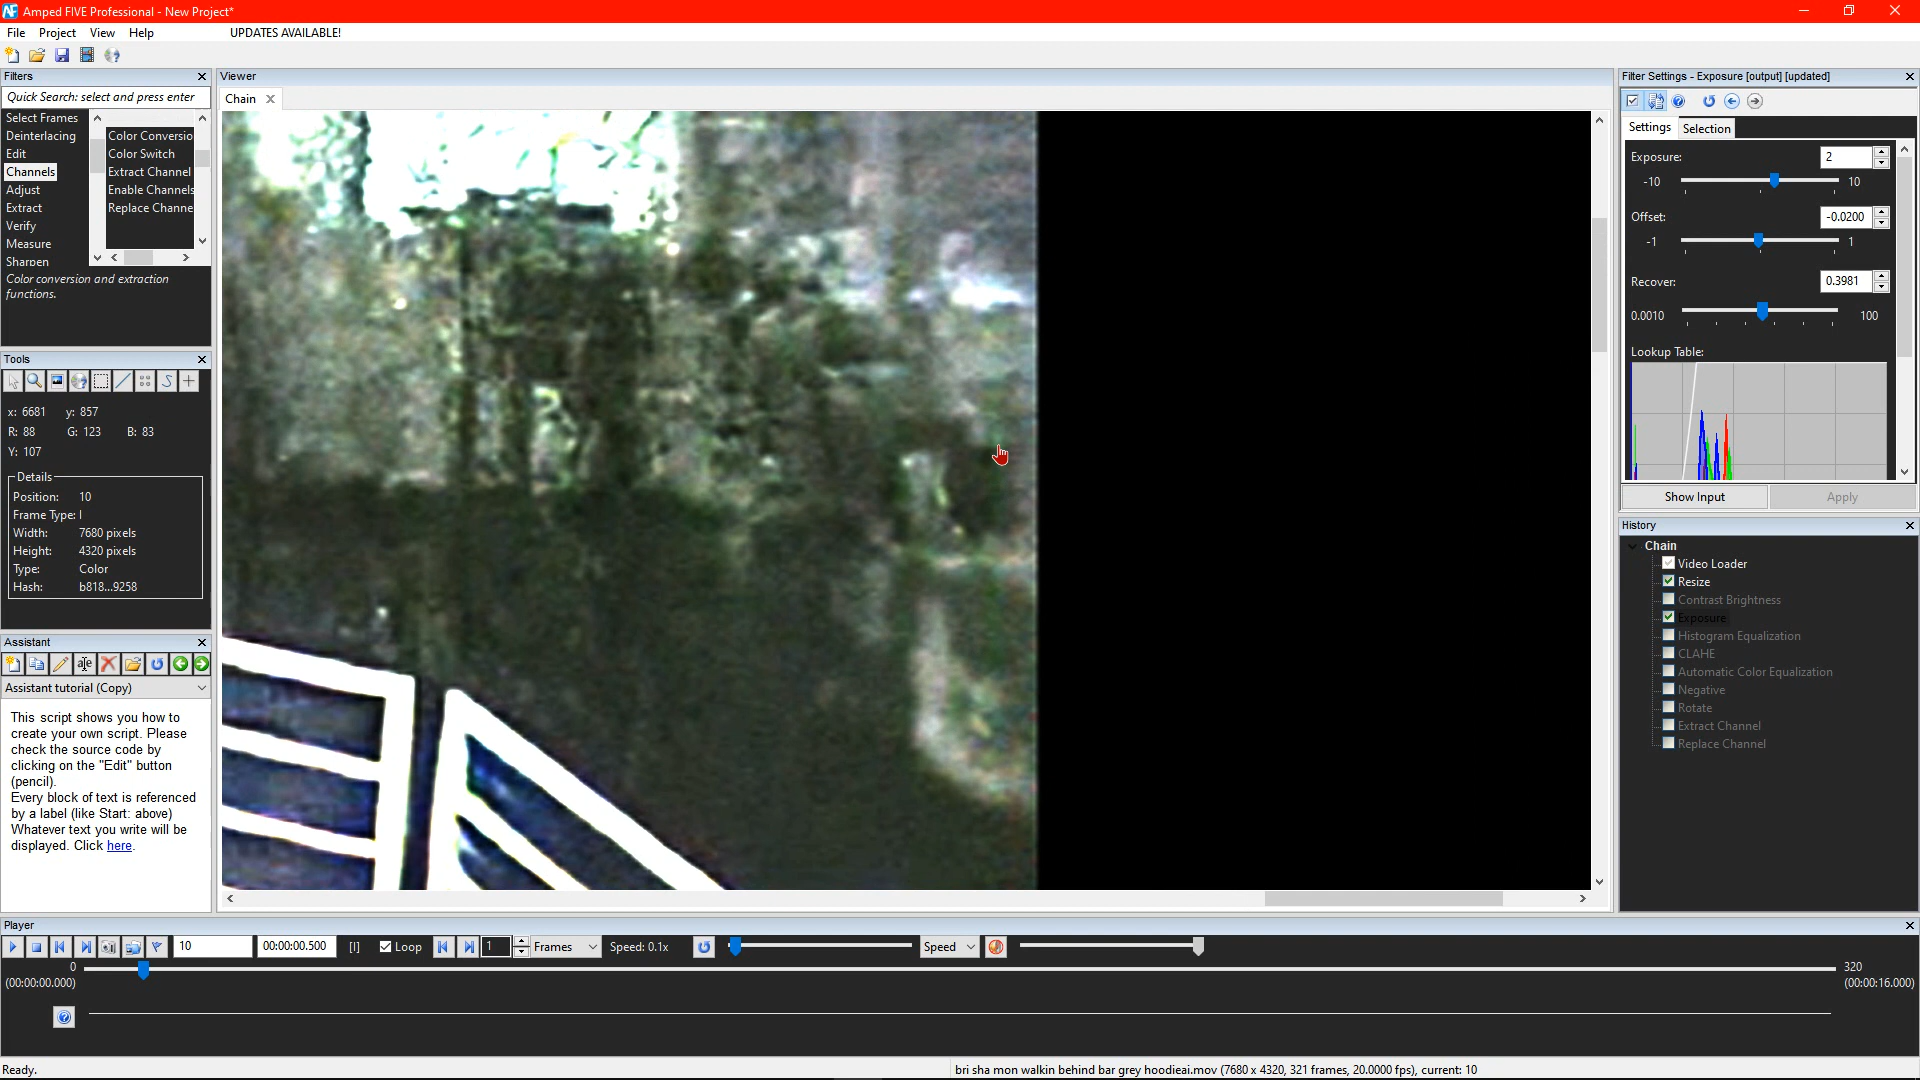 Amped FIVE Professional - New Project*
File Project View Help UPDATES AVAILABLE!
Filters
Quick Search: select and press enter
Select Frames
Deinterlacing
Edit
Channels
Adjust
Extract
Verify
Measure
Sharpen
Color Conversio
Color Switch
Extract Channel
Enable Channels
Replace Channe
Color conversion and extraction
functions.
Tools
x: 6681 y: 857
R: 88 G: 123 B: 83
Y: 107
Details
Position: 10
Frame Type: I
Width: 7680 pixels
Height: 4320 pixels
Type: Color
Hash: b818...9258
Assistant
Assistant tutorial (Copy)
This script shows you how to
create your own script. Please
check the source code by
clicking on the "Edit" button
(pencil).
Every block of text is referenced
by a label (like Start: above)
Whatever text you write will be
displayed. Click here.
Viewer
Chain
Filter Settings - Exposure [output] [updated]
Settings Selection
Exposure: 2
-10 10
Offset: -0.0200
-1 1
Recover: 0.3981
0.0010 100
Lookup Table:
Show Input Apply
History
Chain
Video Loader
Resize
Contrast Brightness
Exposure
Histogram Equalization
CLAHE
Automatic Color Equalization
Negative
Rotate
Extract Channel
Replace Channel
Player
10 00:00:00.500 [I] Loop 1 Frames Speed: 0.1x Speed
0 320
(00:00:00.000) (00:00:16.000)
Ready. bri sha mon walkin behind bar grey hoodieai.mov (7680 x 4320, 321 frames, 20.0000 fps), current: 10